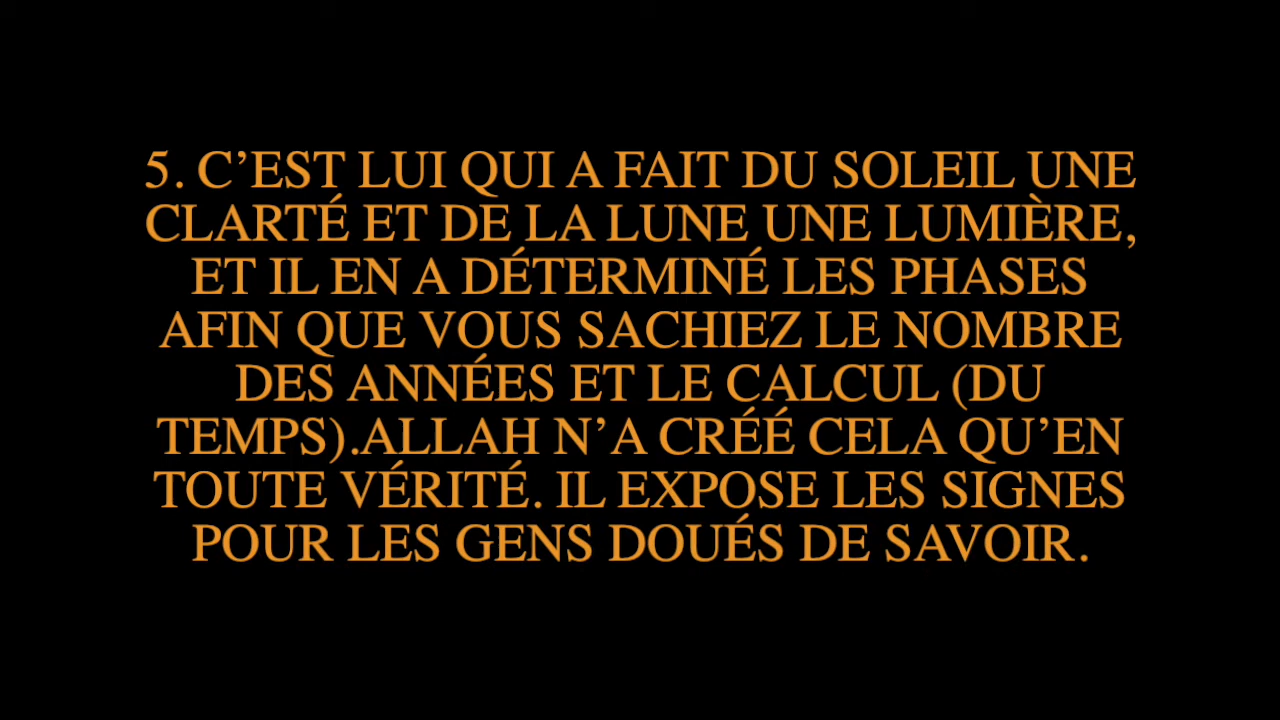 5. C’EST LUI QUI A FAIT DU SOLEIL UNE
CLARTÉ ET DE LA LUNE UNE LUMIÈRE,
ET IL EN A DÉTERMINÉ LES PHASES
AFIN QUE VOUS SACHIEZ LE NOMBRE
DES ANNÉES ET LE CALCUL (DU
TEMPS).ALLAH N’A CRÉÉ CELA QU’EN
TOUTE VÉRITÉ. IL EXPOSE LES SIGNES
POUR LES GENS DOUÉS DE SAVOIR.